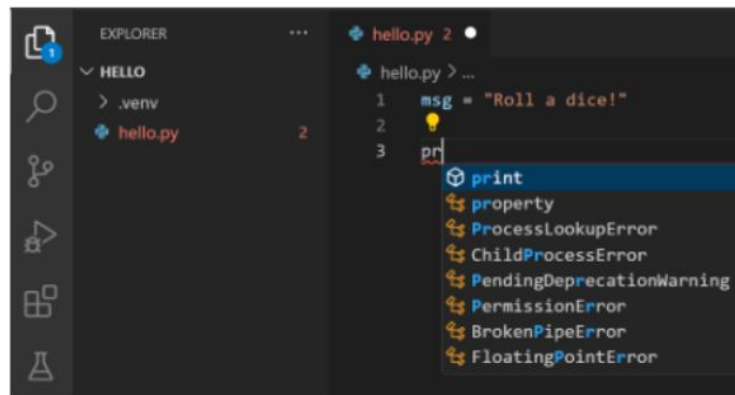 EXPLORER ...
HELLO
.venv
hello.py 2
1
hello.py 2
hello.py > ...
1 msg = "Roll a dice!"
2
3 pr
print
property
ProcessLookupError
ChildProcessError
PendingDeprecationWarning
PermissionError
BrokenPipeError
FloatingPointError